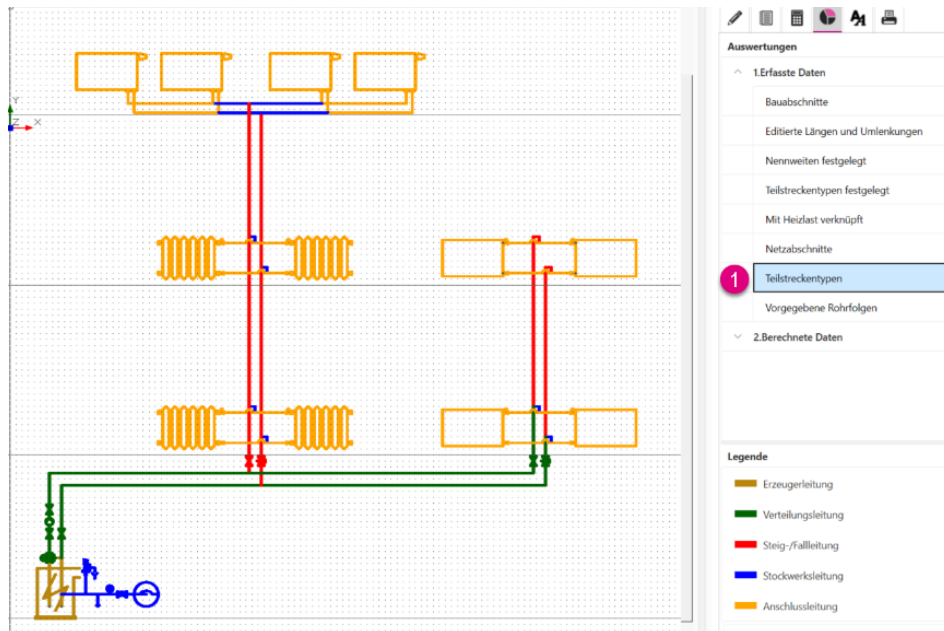 Auswertungen
1.Erfasste Daten
Bauabschnitte
Editierte Längen und Umlenkungen
Nennweiten festgelegt
Teilstreckentypen festgelegt
Mit Heizlast verknüpft
Netzabschnitte
1 Teilstreckentypen
Vorgegebene Rohrfolgen
2.Berechnete Daten
Y
Z X
Legende
Erzeugerleitung
Verteilungsleitung
Steig-/Fallleitung
Stockwerksleitung
Anschlussleitung